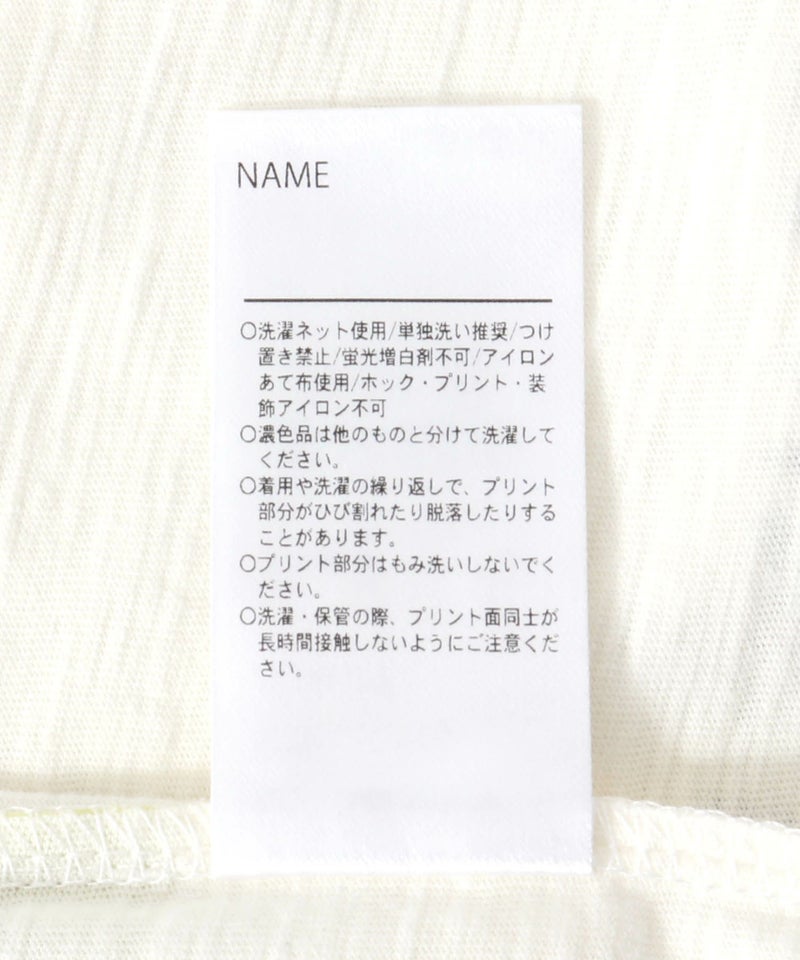 NAME
○洗濯ネット使用/単独洗い推奨/つけ
置き禁止/蛍光増白剤不可/アイロン
あて布使用/ホック・プリント・装
飾アイロン不可
○濃色品は他のものと分けて洗濯して
ください。
○着用や洗濯の繰り返しで、プリント
部分がひび割れたり脱落したりする
ことがあります。
○プリント部分はもみ洗いしないでく
ださい。
○洗濯・保管の際、プリント面同士が
長時間接触しないようにご注意くだ
さい。